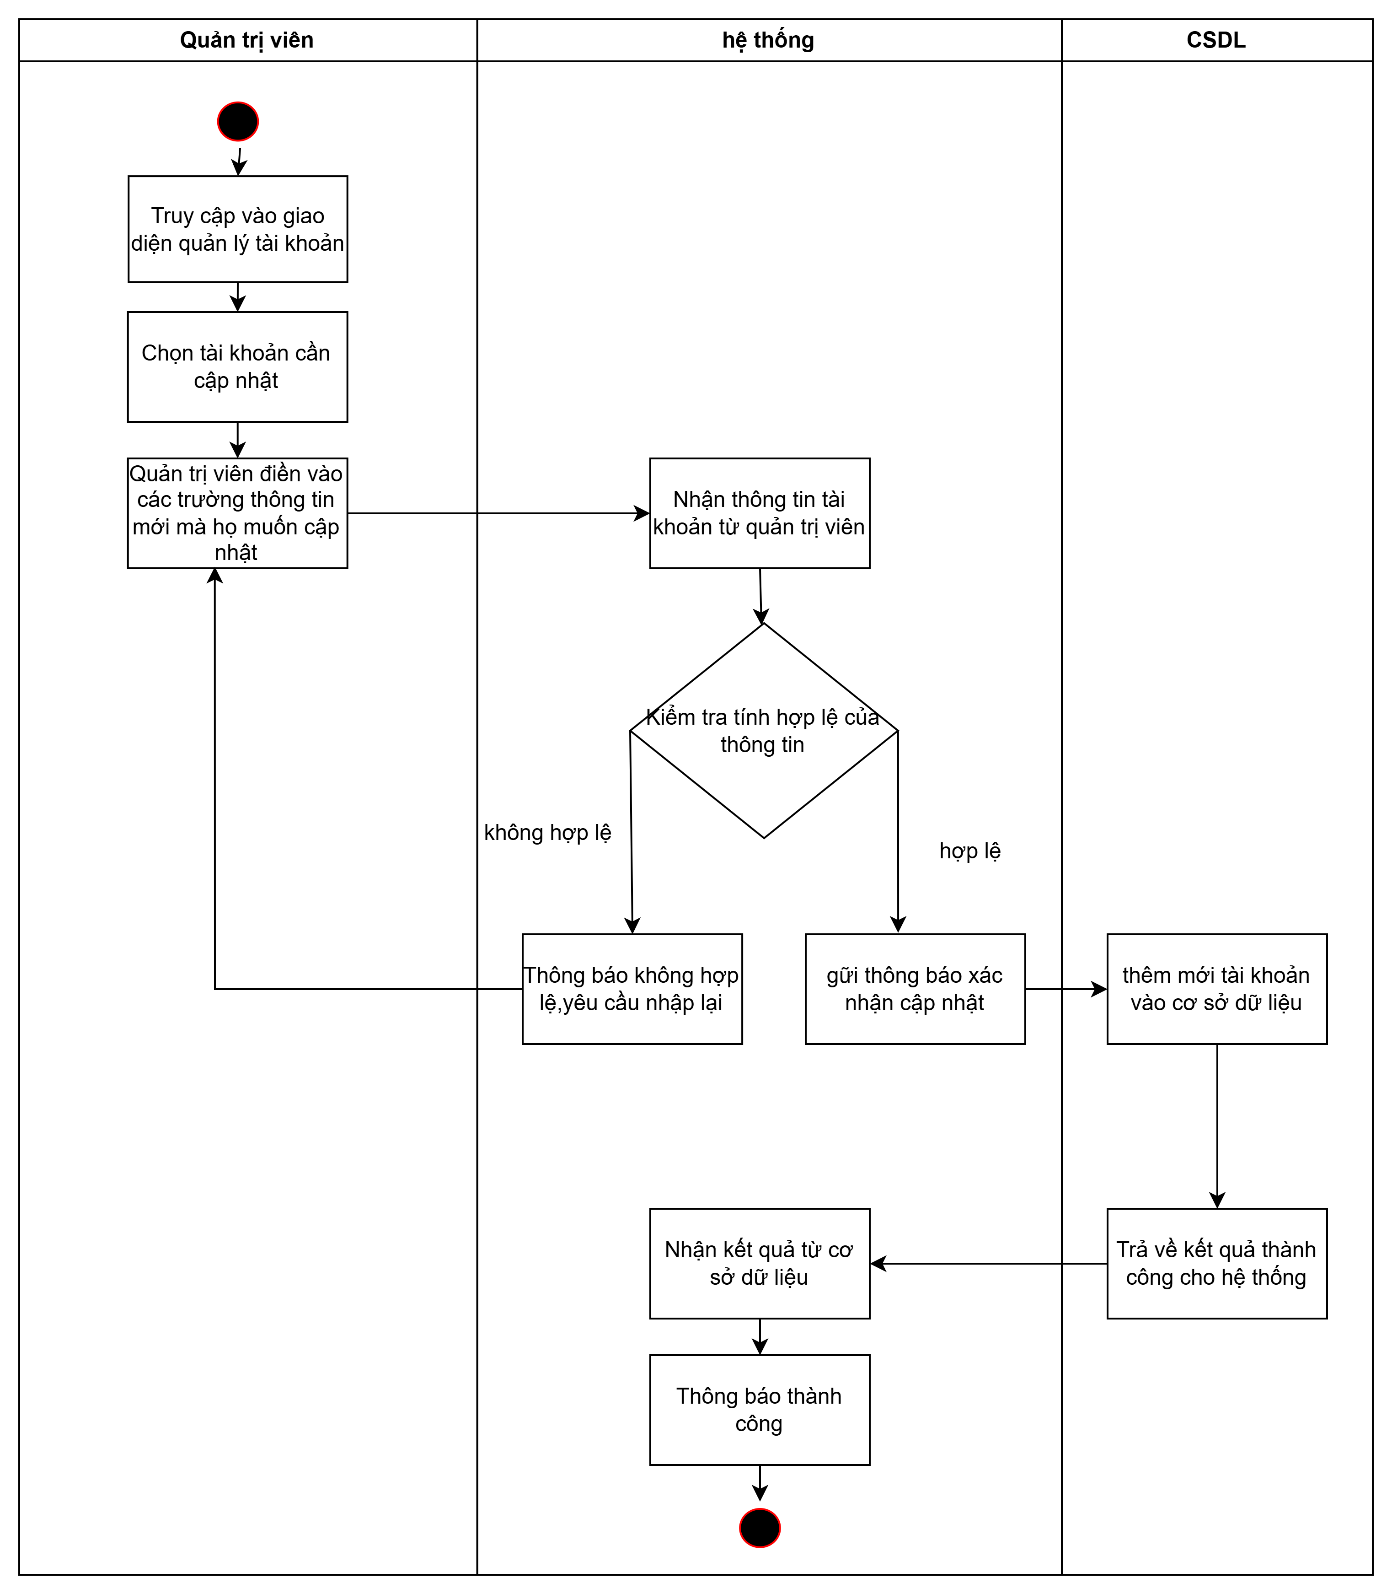 Quản trị viên
hệ thống
CSDL
Truy cập vào giao
diện quản lý tài khoản
Chọn tài khoản cần
cập nhật
Quản trị viên điền vào
các trường thông tin
mới mà họ muốn cập
nhật
Nhận thông tin tài
khoản từ quản trị viên
Kiểm tra tính hợp lệ của
thông tin
không hợp lệ
hợp lệ
Thông báo không hợp
lệ,yêu cầu nhập lại
gữi thông báo xác
nhận cập nhật
thêm mới tài khoản
vào cơ sở dữ liệu
Nhận kết quả từ cơ
sở dữ liệu
Trả về kết quả thành
công cho hệ thống
Thông báo thành
công